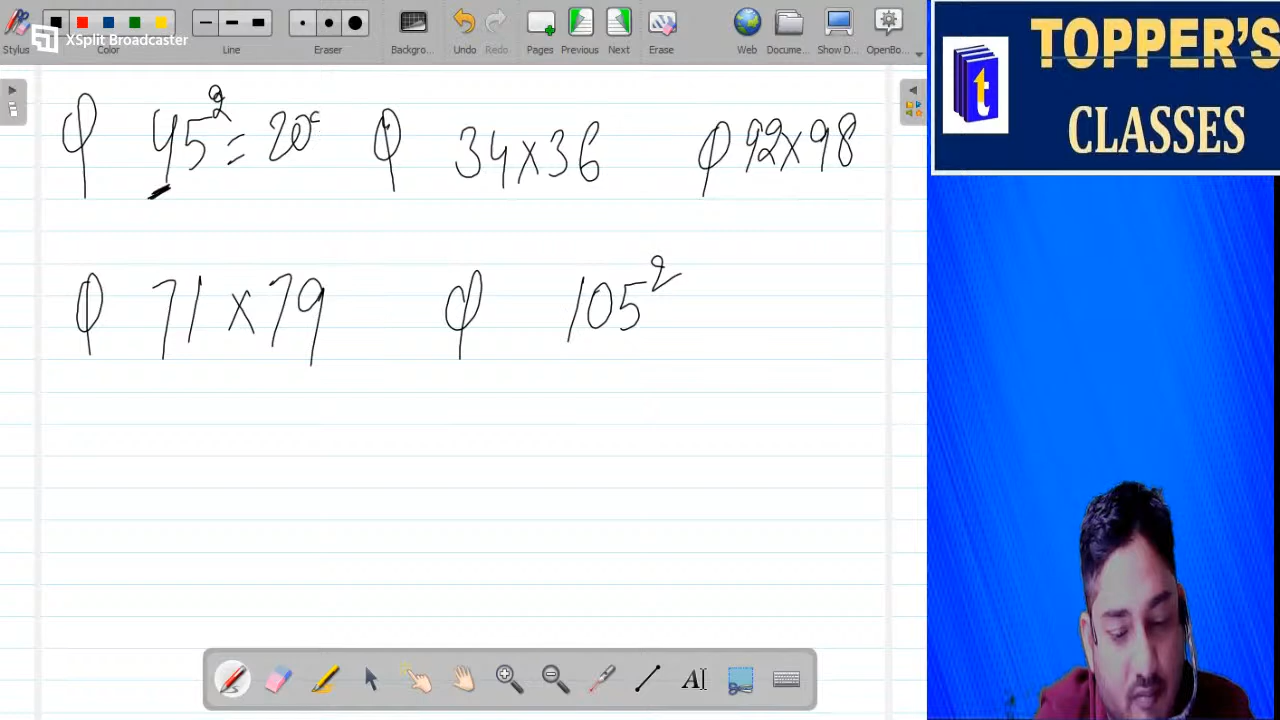 Stylus Color Line Eraser Backgro... Undo Redo Pages Previous Next Erase Web Docume... Show D... OpenBo...
XSplit Broadcaster
TOPPER'S
CLASSES
t
Q 45² = 20 Q 34×36 Q 92×98
Q 71×79 Q 105²
AI